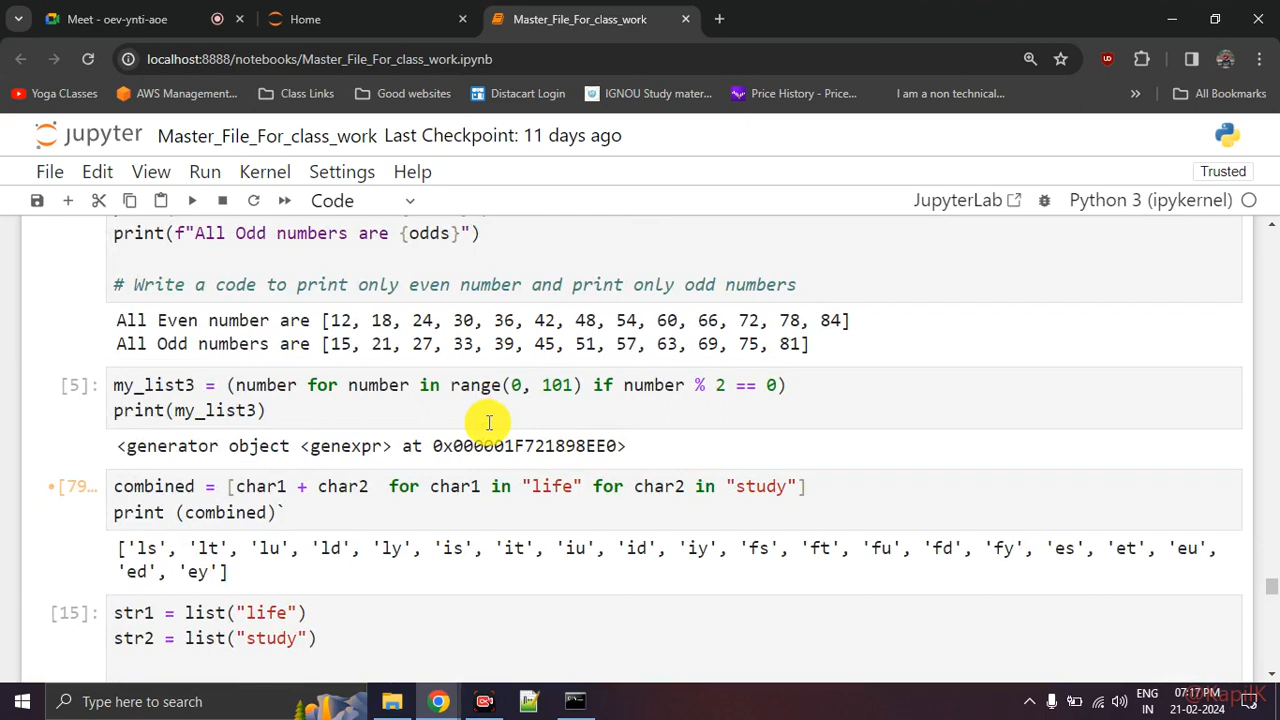 Meet - oev-ynti-aoe
Home
Master_File_For_class_work
localhost:8888/notebooks/Master_File_For_class_work.ipynb
Yoga CLasses
AWS Management...
Class Links
Good websites
Distacart Login
IGNOU Study mater...
Price History - Price...
I am a non technical...
All Bookmarks
jupyter Master_File_For_class_work Last Checkpoint: 11 days ago
File Edit View Run Kernel Settings Help
Trusted
Code
JupyterLab
Python 3 (ipykernel)
print(f"All Odd numbers are {odds}")
# Write a code to print only even number and print only odd numbers
All Even number are [12, 18, 24, 30, 36, 42, 48, 54, 60, 66, 72, 78, 84]
All Odd numbers are [15, 21, 27, 33, 39, 45, 51, 57, 63, 69, 75, 81]
[5]: my_list3 = (number for number in range(0, 101) if number % 2 == 0)
print(my_list3)
<generator object <genexpr> at 0x000001F721898EE0>
•[79... combined = [char1 + char2  for char1 in "life" for char2 in "study"]
print (combined)`
['ls', 'lt', 'lu', 'ld', 'ly', 'is', 'it', 'iu', 'id', 'iy', 'fs', 'ft', 'fu', 'fd', 'fy', 'es', 'et', 'eu',
'ed', 'ey']
[15]: str1 = list("life")
str2 = list("study")
Type here to search
ENG
IN
07:17 PM
21-02-2024
@KapilK